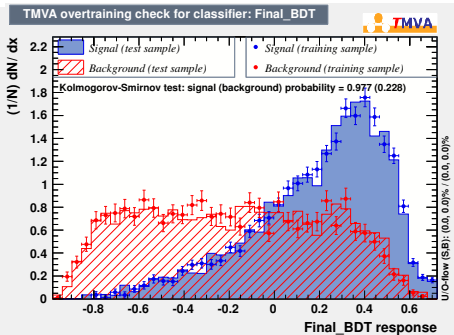 TMVA overtraining check for classifier: Final_BDT
TMVA
Signal (test sample)
Background (test sample)
Signal (training sample)
Background (training sample)
Kolmogorov-Smirnov test: signal (background) probability = 0.977 (0.228)
(1/N) dN/ dx
2.2
2
1.8
1.6
1.4
1.2
1
0.8
0.6
0.4
0.2
0
-0.8 -0.6 -0.4 -0.2 0 0.2 0.4 0.6
Final_BDT response
U/O-flow (S,B): (0.0, 0.0)% / (0.0, 0.0)%